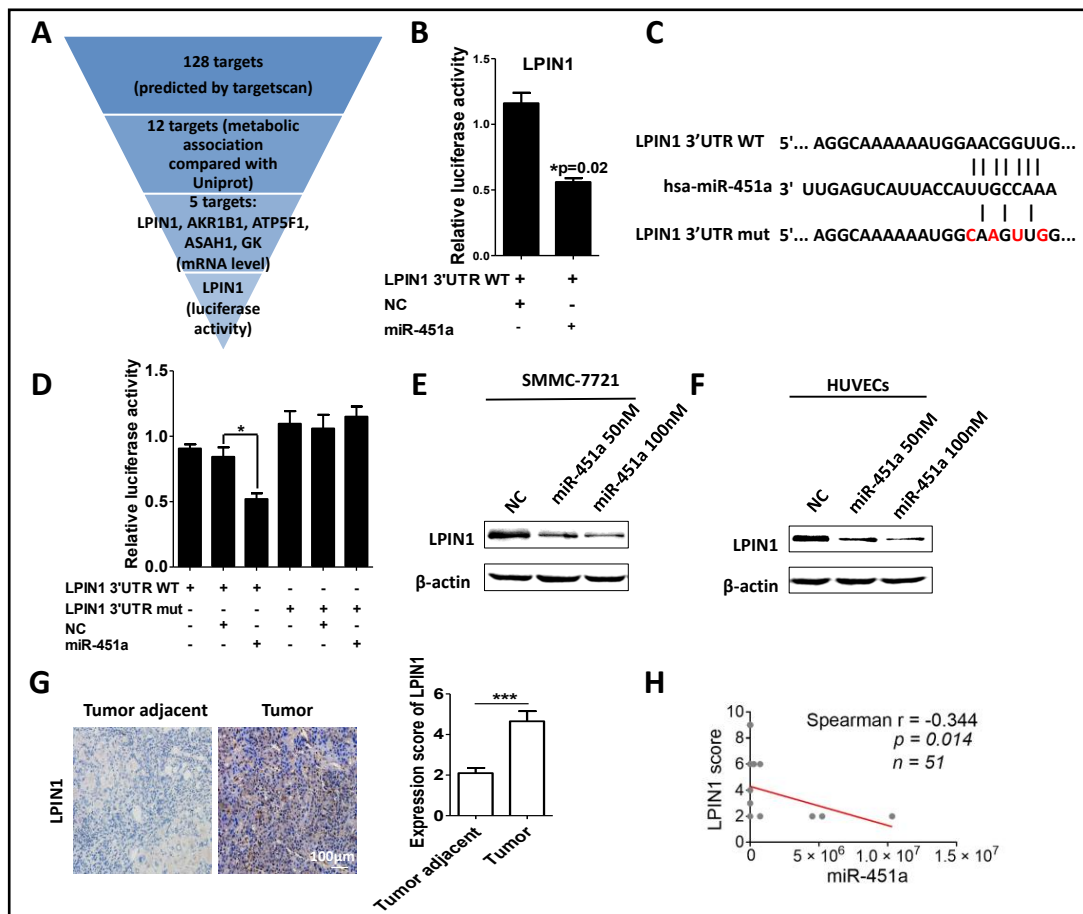 A
128 targets
(predicted by targetscan)
12 targets (metabolic
association
compared with
Uniprot)
5 targets:
LPIN1, AKR1B1, ATP5F1,
ASAH1, GK
(mRNA level)
LPIN1
(luciferase
activity)
B
LPIN1
Relative luciferase activity
1.5
1.0
0.5
0.0
*p=0.02
LPIN1 3'UTR WT + +
NC + -
miR-451a - +
C
LPIN1 3'UTR WT 5'... AGGCAAAAAAUGGAACGGUUG...
hsa-miR-451a 3' UUGAGUCAUUACCAUUGCCAAA
LPIN1 3'UTR mut 5'... AGGCAAAAAAUGGCAAGUUGG...
D
Relative luciferase activity
1.5
1.0
0.5
0.0
*
LPIN1 3'UTR WT + + + - - -
LPIN1 3'UTR mut - - - + + +
NC - + - - + -
miR-451a - - + - - +
E
SMMC-7721
NC
miR-451a 50nM
miR-451a 100nM
LPIN1
β-actin
F
HUVECs
NC
miR-451a 50nM
miR-451a 100nM
LPIN1
β-actin
G
Tumor adjacent
Tumor
LPIN1
100μm
Expression score of LPIN1
6
4
2
0
***
Tumor adjacent
Tumor
H
Spearman r = -0.344
p = 0.014
n = 51
LPIN1 score
10
8
6
4
2
0
0 5 × 10⁶ 1.0 × 10⁷ 1.5 × 10⁷
miR-451a